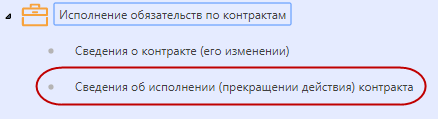 Исполнение обязательств по контрактам
Сведения о контракте (его изменении)
Сведения об исполнении (прекращении действия) контракта